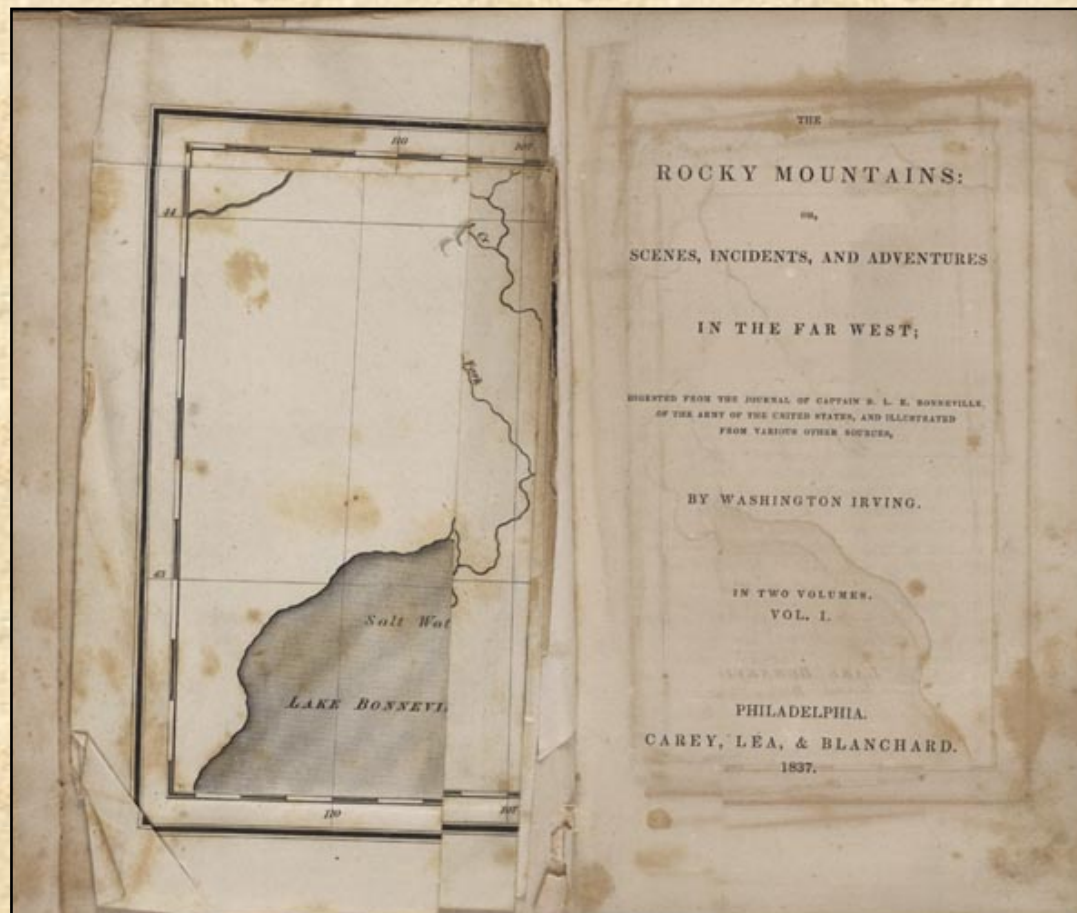 110
107
44
Fork
43
Salt Wat
LAKE BONNEVI
110
107
THE
ROCKY MOUNTAINS:
OR,
SCENES, INCIDENTS, AND ADVENTURES
IN THE FAR WEST;
DIGESTED FROM THE JOURNAL OF CAPTAIN B. L. E. BONNEVILLE,
OF THE ARMY OF THE UNITED STATES, AND ILLUSTRATED
FROM VARIOUS OTHER SOURCES,
BY WASHINGTON IRVING.
IN TWO VOLUMES.
VOL. I.
PHILADELPHIA.
CAREY, LEA, & BLANCHARD.
1837.